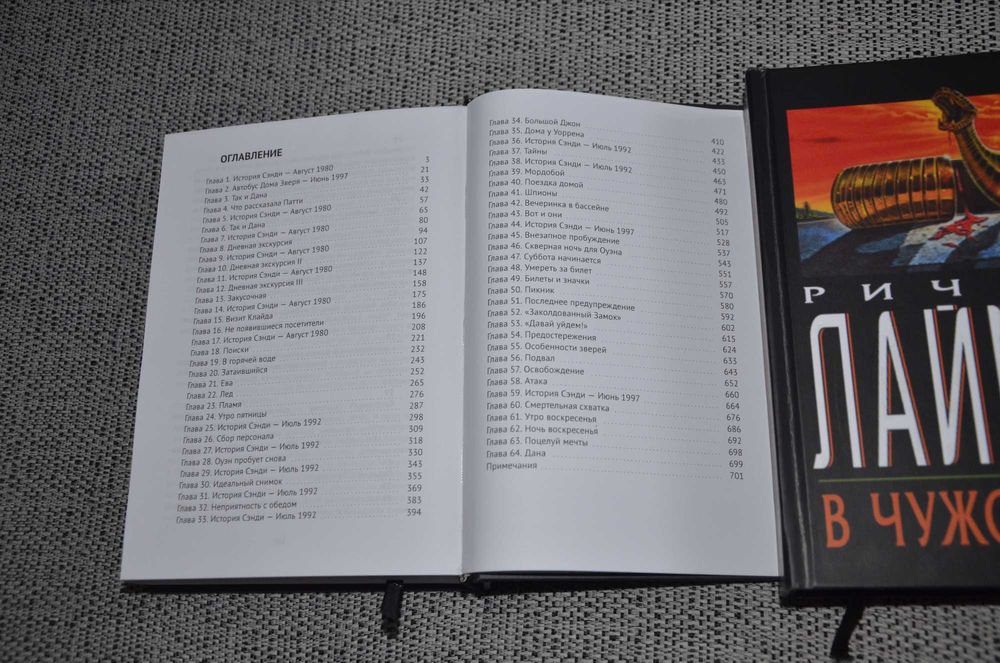 ОГЛАВЛЕНИЕ
Глава 1. История Сэнди — Август 1980 3
Глава 2. Автобус Дома Зверя — Июнь 1997 21
Глава 3. Так и Дана 33
Глава 4. Что рассказала Патти 42
Глава 5. История Сэнди — Август 1980 57
Глава 6. Так и Дана 65
Глава 7. История Сэнди — Август 1980 80
Глава 8. Дневная экскурсия 94
Глава 9. История Сэнди — Август 1980 107
Глава 10. Дневная экскурсия II 122
Глава 11. История Сэнди — Август 1980 137
Глава 12. Дневная экскурсия III 148
Глава 13. Закусочная 158
Глава 14. История Сэнди — Август 1980 175
Глава 15. Визит Клайда 186
Глава 16. Не появившиеся посетители 196
Глава 17. История Сэнди — Август 1980 208
Глава 18. Поиски 221
Глава 19. В горячей воде 232
Глава 20. Затаившийся 243
Глава 21. Ева 252
Глава 22. Лед 265
Глава 23. Пламя 276
Глава 24. Утро пятницы 287
Глава 25. История Сэнди — Июль 1992 298
Глава 26. Сбор персонала 309
Глава 27. История Сэнди — Июль 1992 318
Глава 28. Оуэн пробует снова 330
Глава 29. История Сэнди — Июль 1992 343
Глава 30. Идеальный снимок 355
Глава 31. История Сэнди — Июль 1992 369
Глава 32. Неприятность с обедом 383
Глава 33. История Сэнди — Июль 1992 394
Глава 34. Большой Джон 410
Глава 35. Дома у Уоррена 422
Глава 36. История Сэнди — Июль 1992 433
Глава 37. Тайны 450
Глава 38. История Сэнди — Июль 1992 463
Глава 39. Мордобой 471
Глава 40. Поездка домой 480
Глава 41. Шпионы 492
Глава 42. Вечеринка в бассейне 505
Глава 43. Вот и они 517
Глава 44. История Сэнди — Июнь 1997 528
Глава 45. Внезапное пробуждение 537
Глава 46. Скверная ночь для Оуэна 543
Глава 47. Суббота начинается 551
Глава 48. Умереть за билет 557
Глава 49. Билеты и значки 570
Глава 50. Пикник 580
Глава 51. Последнее предупреждение 592
Глава 52. «Заколдованный Замок» 602
Глава 53. «Давай уйдем!» 615
Глава 54. Предостережения 624
Глава 55. Особенности зверей 633
Глава 56. Подвал 643
Глава 57. Освобождение 652
Глава 58. Атака 660
Глава 59. История Сэнди — Июнь 1997 664
Глава 60. Смертельная схватка 676
Глава 61. Утро воскресенья 686
Глава 62. Ночь воскресенья 692
Глава 63. Поцелуй мечты 698
Глава 64. Дана 699
Примечания 701
РИЧ
ЛАЙ
В ЧУЖО